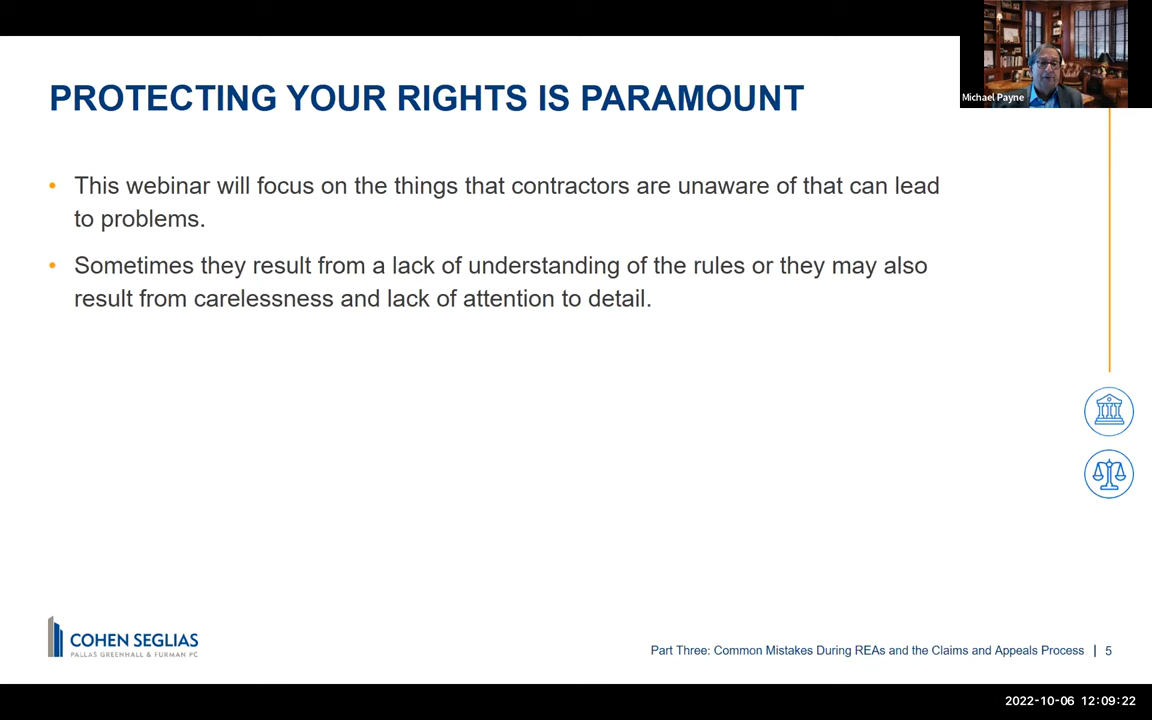 Michael Payne
PROTECTING YOUR RIGHTS IS PARAMOUNT
• This webinar will focus on the things that contractors are unaware of that can lead
to problems.
• Sometimes they result from a lack of understanding of the rules or they may also
result from carelessness and lack of attention to detail.
COHEN SEGLIAS
PALLAS GREENHALL & FURMAN PC
Part Three: Common Mistakes During REAs and the Claims and Appeals Process | 5
2022-10-06 12:09:22